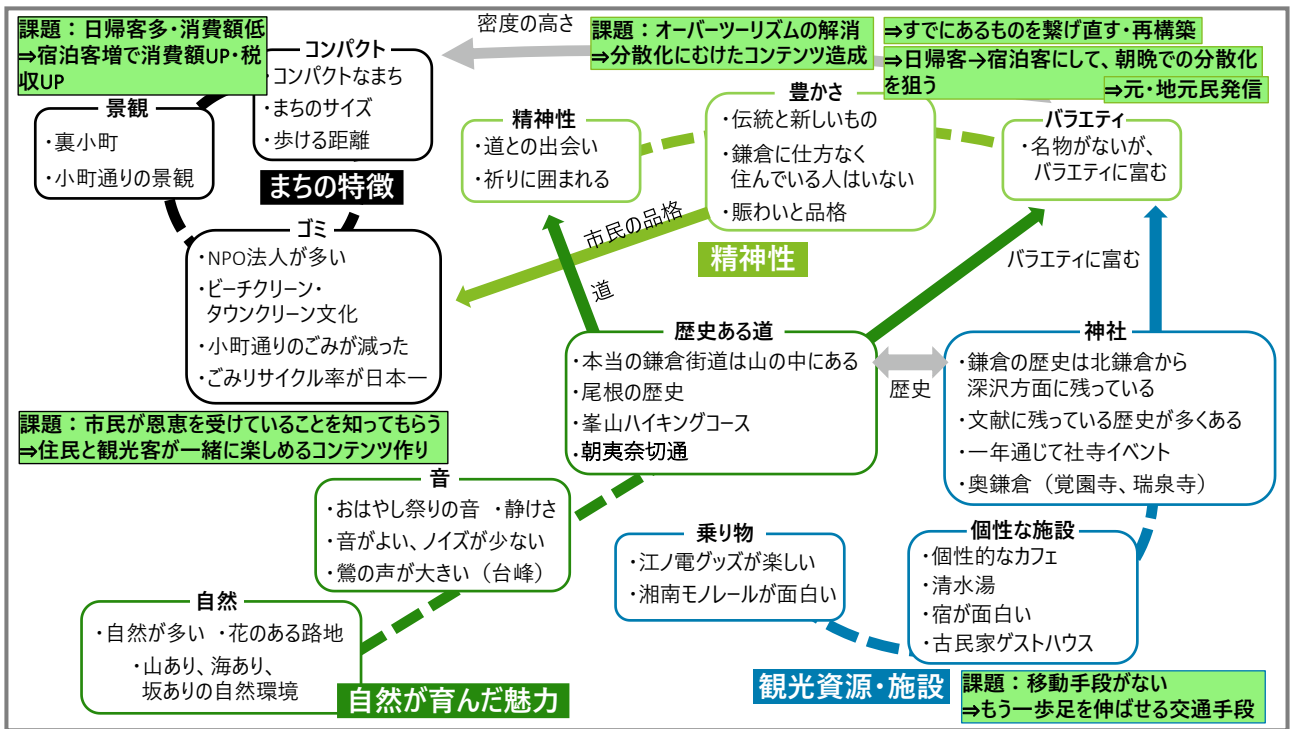 課題：日帰客多・消費額低
⇒宿泊客増で消費額UP・税
収UP
密度の高さ
課題：オーバーツーリズムの解消
⇒分散化にむけたコンテンツ造成
⇒すでにあるものを繋げ直す・再構築
⇒日帰客→宿泊客にして、朝晩での分散化
を狙う
⇒元・地元民発信
コンパクト
・コンパクトなまち
・まちのサイズ
・歩ける距離
景観
・裏小町
・小町通りの景観
まちの特徴
ゴミ
・NPO法人が多い
・ビーチクリーン・
タウンクリーン文化
・小町通りのごみが減った
・ごみリサイクル率が日本一
精神性
・道との出会い
・祈りに囲まれる
豊かさ
・伝統と新しいもの
・鎌倉に仕方なく
住んでいる人はいない
・賑わいと品格
バラエティ
・名物がないが、
バラエティに富む
市民の品格
精神性
道
バラエティに富む
歴史ある道
・本当の鎌倉街道は山の中にある
・尾根の歴史
・峯山ハイキングコース
・朝夷奈切通
歴史
神社
・鎌倉の歴史は北鎌倉から
深沢方面に残っている
・文献に残っている歴史が多くある
・一年通じて社寺イベント
・奥鎌倉（覚園寺、瑞泉寺）
課題：市民が恩恵を受けていることを知ってもらう
⇒住民と観光客が一緒に楽しめるコンテンツ作り
音
・おはやし祭りの音 ・静けさ
・音がよい、ノイズが少ない
・鶯の声が大きい（台峰）
自然
・自然が多い ・花のある路地
・山あり、海あり、
坂ありの自然環境
自然が育んだ魅力
乗り物
・江ノ電グッズが楽しい
・湘南モノレールが面白い
個性な施設
・個性的なカフェ
・清水湯
・宿が面白い
・古民家ゲストハウス
観光資源・施設
課題：移動手段がない
⇒もう一歩足を伸ばせる交通手段